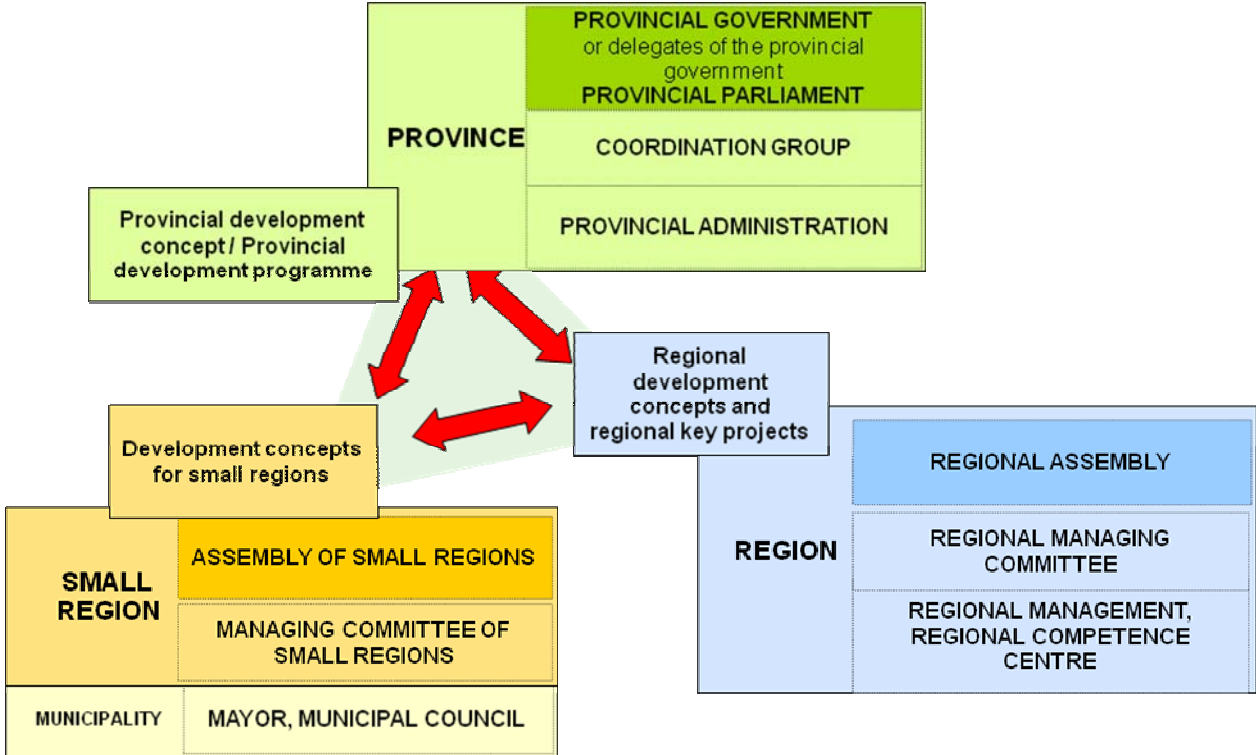 PROVINCIAL GOVERNMENT
or delegates of the provincial
government
PROVINCIAL PARLIAMENT
PROVINCE
COORDINATION GROUP
PROVINCIAL ADMINISTRATION
Provincial development
concept / Provincial
development programme
Regional
development
concepts and
regional key projects
Development concepts
for small regions
REGION
REGIONAL ASSEMBLY
REGIONAL MANAGING
COMMITTEE
REGIONAL MANAGEMENT,
REGIONAL COMPETENCE
CENTRE
SMALL
REGION
ASSEMBLY OF SMALL REGIONS
MANAGING COMMITTEE OF
SMALL REGIONS
MUNICIPALITY
MAYOR, MUNICIPAL COUNCIL